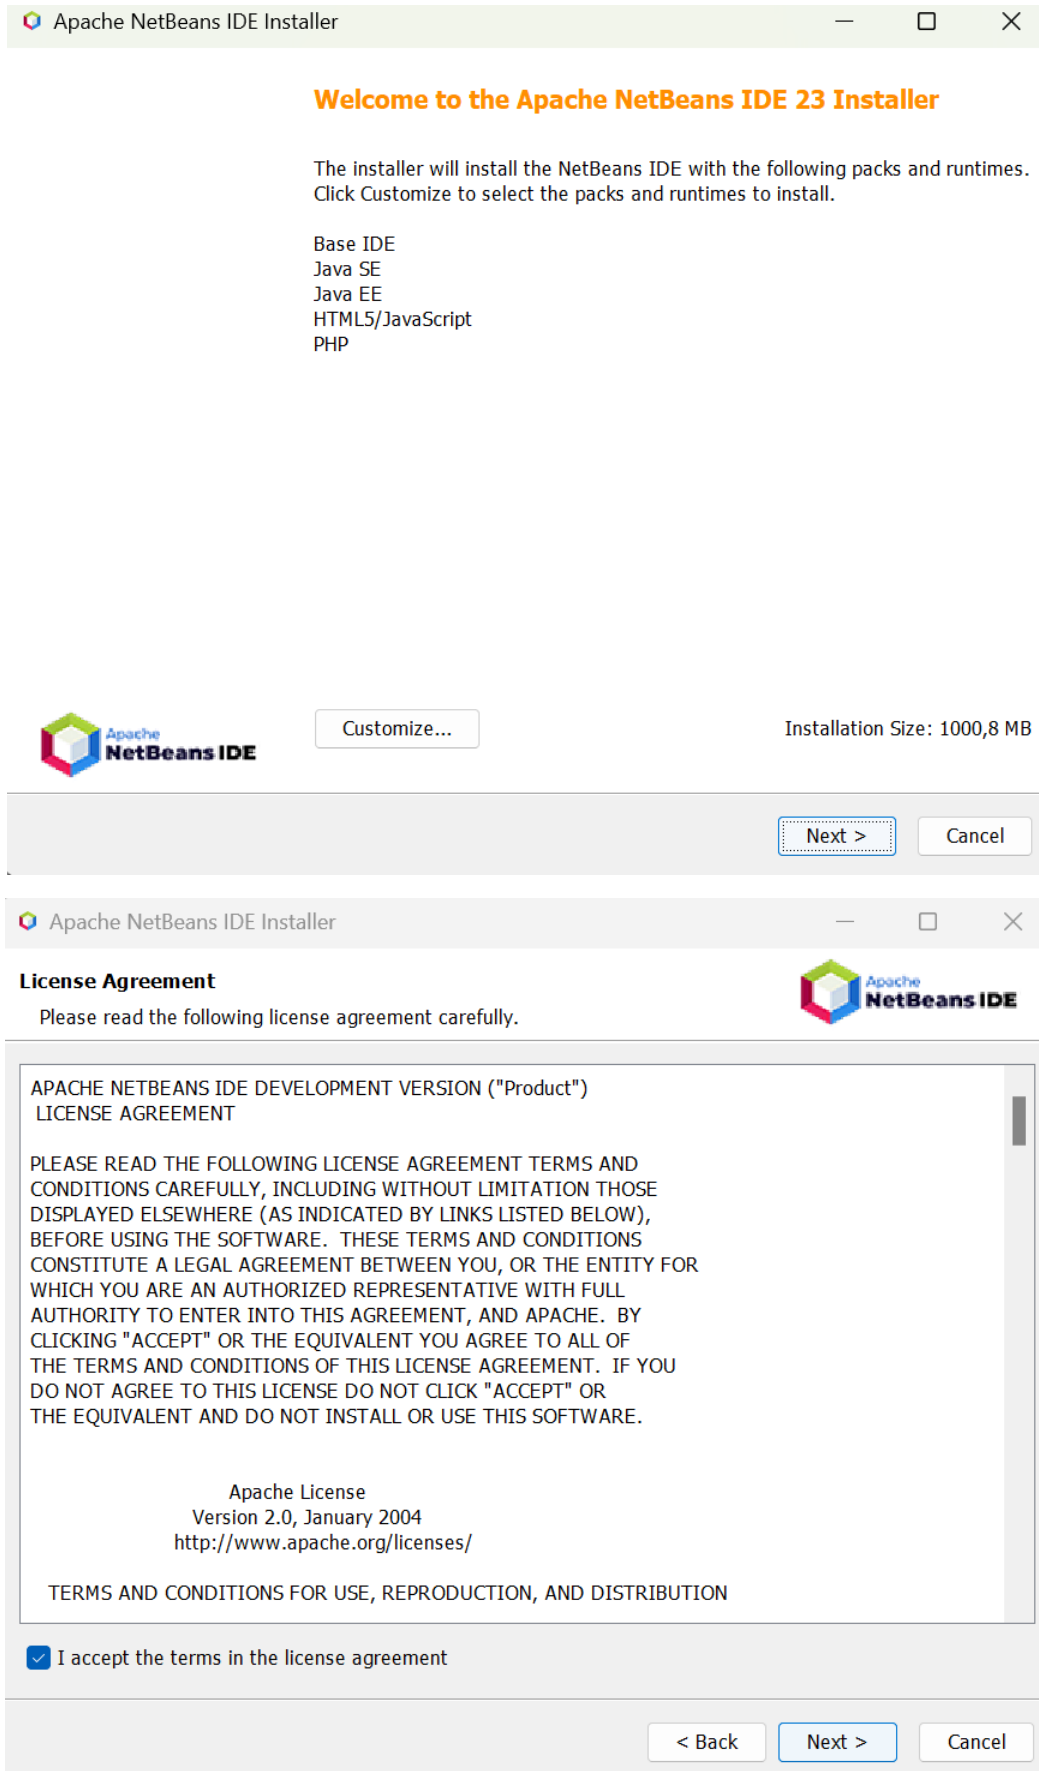 Apache NetBeans IDE Installer
Welcome to the Apache NetBeans IDE 23 Installer
The installer will install the NetBeans IDE with the following packs and runtimes.
Click Customize to select the packs and runtimes to install.
Base IDE
Java SE
Java EE
HTML5/JavaScript
PHP
Apache
NetBeans IDE
Customize...
Installation Size: 1000,8 MB
Next >
Cancel
Apache NetBeans IDE Installer
License Agreement
Please read the following license agreement carefully.
Apache
NetBeans IDE
APACHE NETBEANS IDE DEVELOPMENT VERSION ("Product")
LICENSE AGREEMENT
PLEASE READ THE FOLLOWING LICENSE AGREEMENT TERMS AND
CONDITIONS CAREFULLY, INCLUDING WITHOUT LIMITATION THOSE
DISPLAYED ELSEWHERE (AS INDICATED BY LINKS LISTED BELOW),
BEFORE USING THE SOFTWARE.  THESE TERMS AND CONDITIONS
CONSTITUTE A LEGAL AGREEMENT BETWEEN YOU, OR THE ENTITY FOR
WHICH YOU ARE AN AUTHORIZED REPRESENTATIVE WITH FULL
AUTHORITY TO ENTER INTO THIS AGREEMENT, AND APACHE.  BY
CLICKING "ACCEPT" OR THE EQUIVALENT YOU AGREE TO ALL OF
THE TERMS AND CONDITIONS OF THIS LICENSE AGREEMENT.  IF YOU
DO NOT AGREE TO THIS LICENSE DO NOT CLICK "ACCEPT" OR
THE EQUIVALENT AND DO NOT INSTALL OR USE THIS SOFTWARE.
Apache License
Version 2.0, January 2004
http://www.apache.org/licenses/
TERMS AND CONDITIONS FOR USE, REPRODUCTION, AND DISTRIBUTION
I accept the terms in the license agreement
< Back
Next >
Cancel